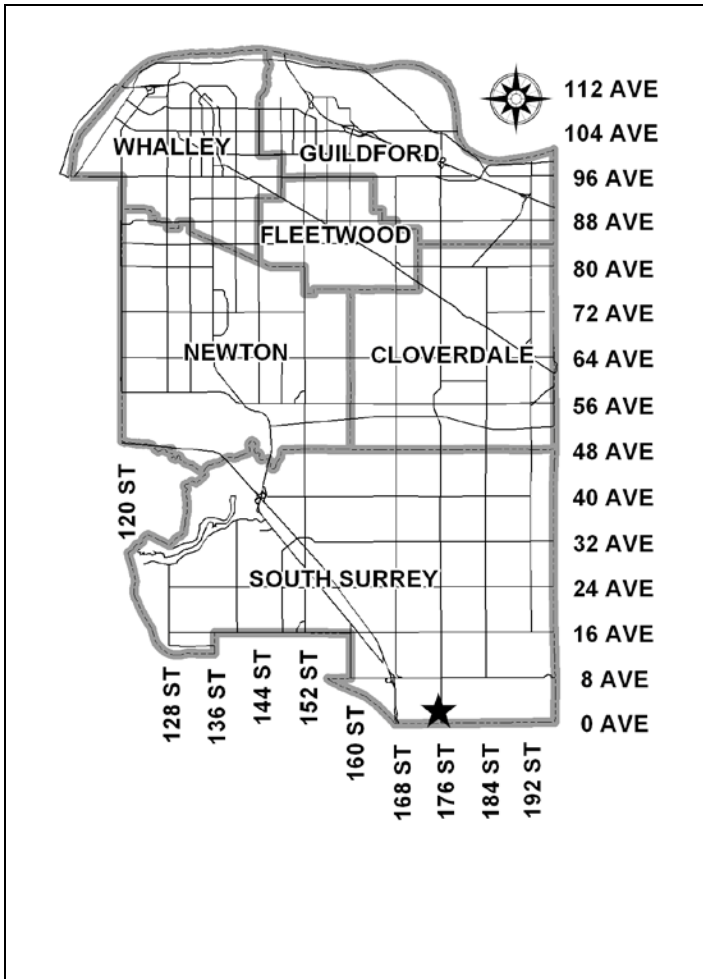 112 AVE
104 AVE
WHALLEY
GUILDFORD
96 AVE
88 AVE
FLEETWOOD
80 AVE
72 AVE
NEWTON
CLOVERDALE
64 AVE
56 AVE
48 AVE
120 ST
40 AVE
32 AVE
SOUTH SURREY
24 AVE
16 AVE
8 AVE
0 AVE
128 ST
136 ST
144 ST
152 ST
160 ST
168 ST
176 ST
184 ST
192 ST